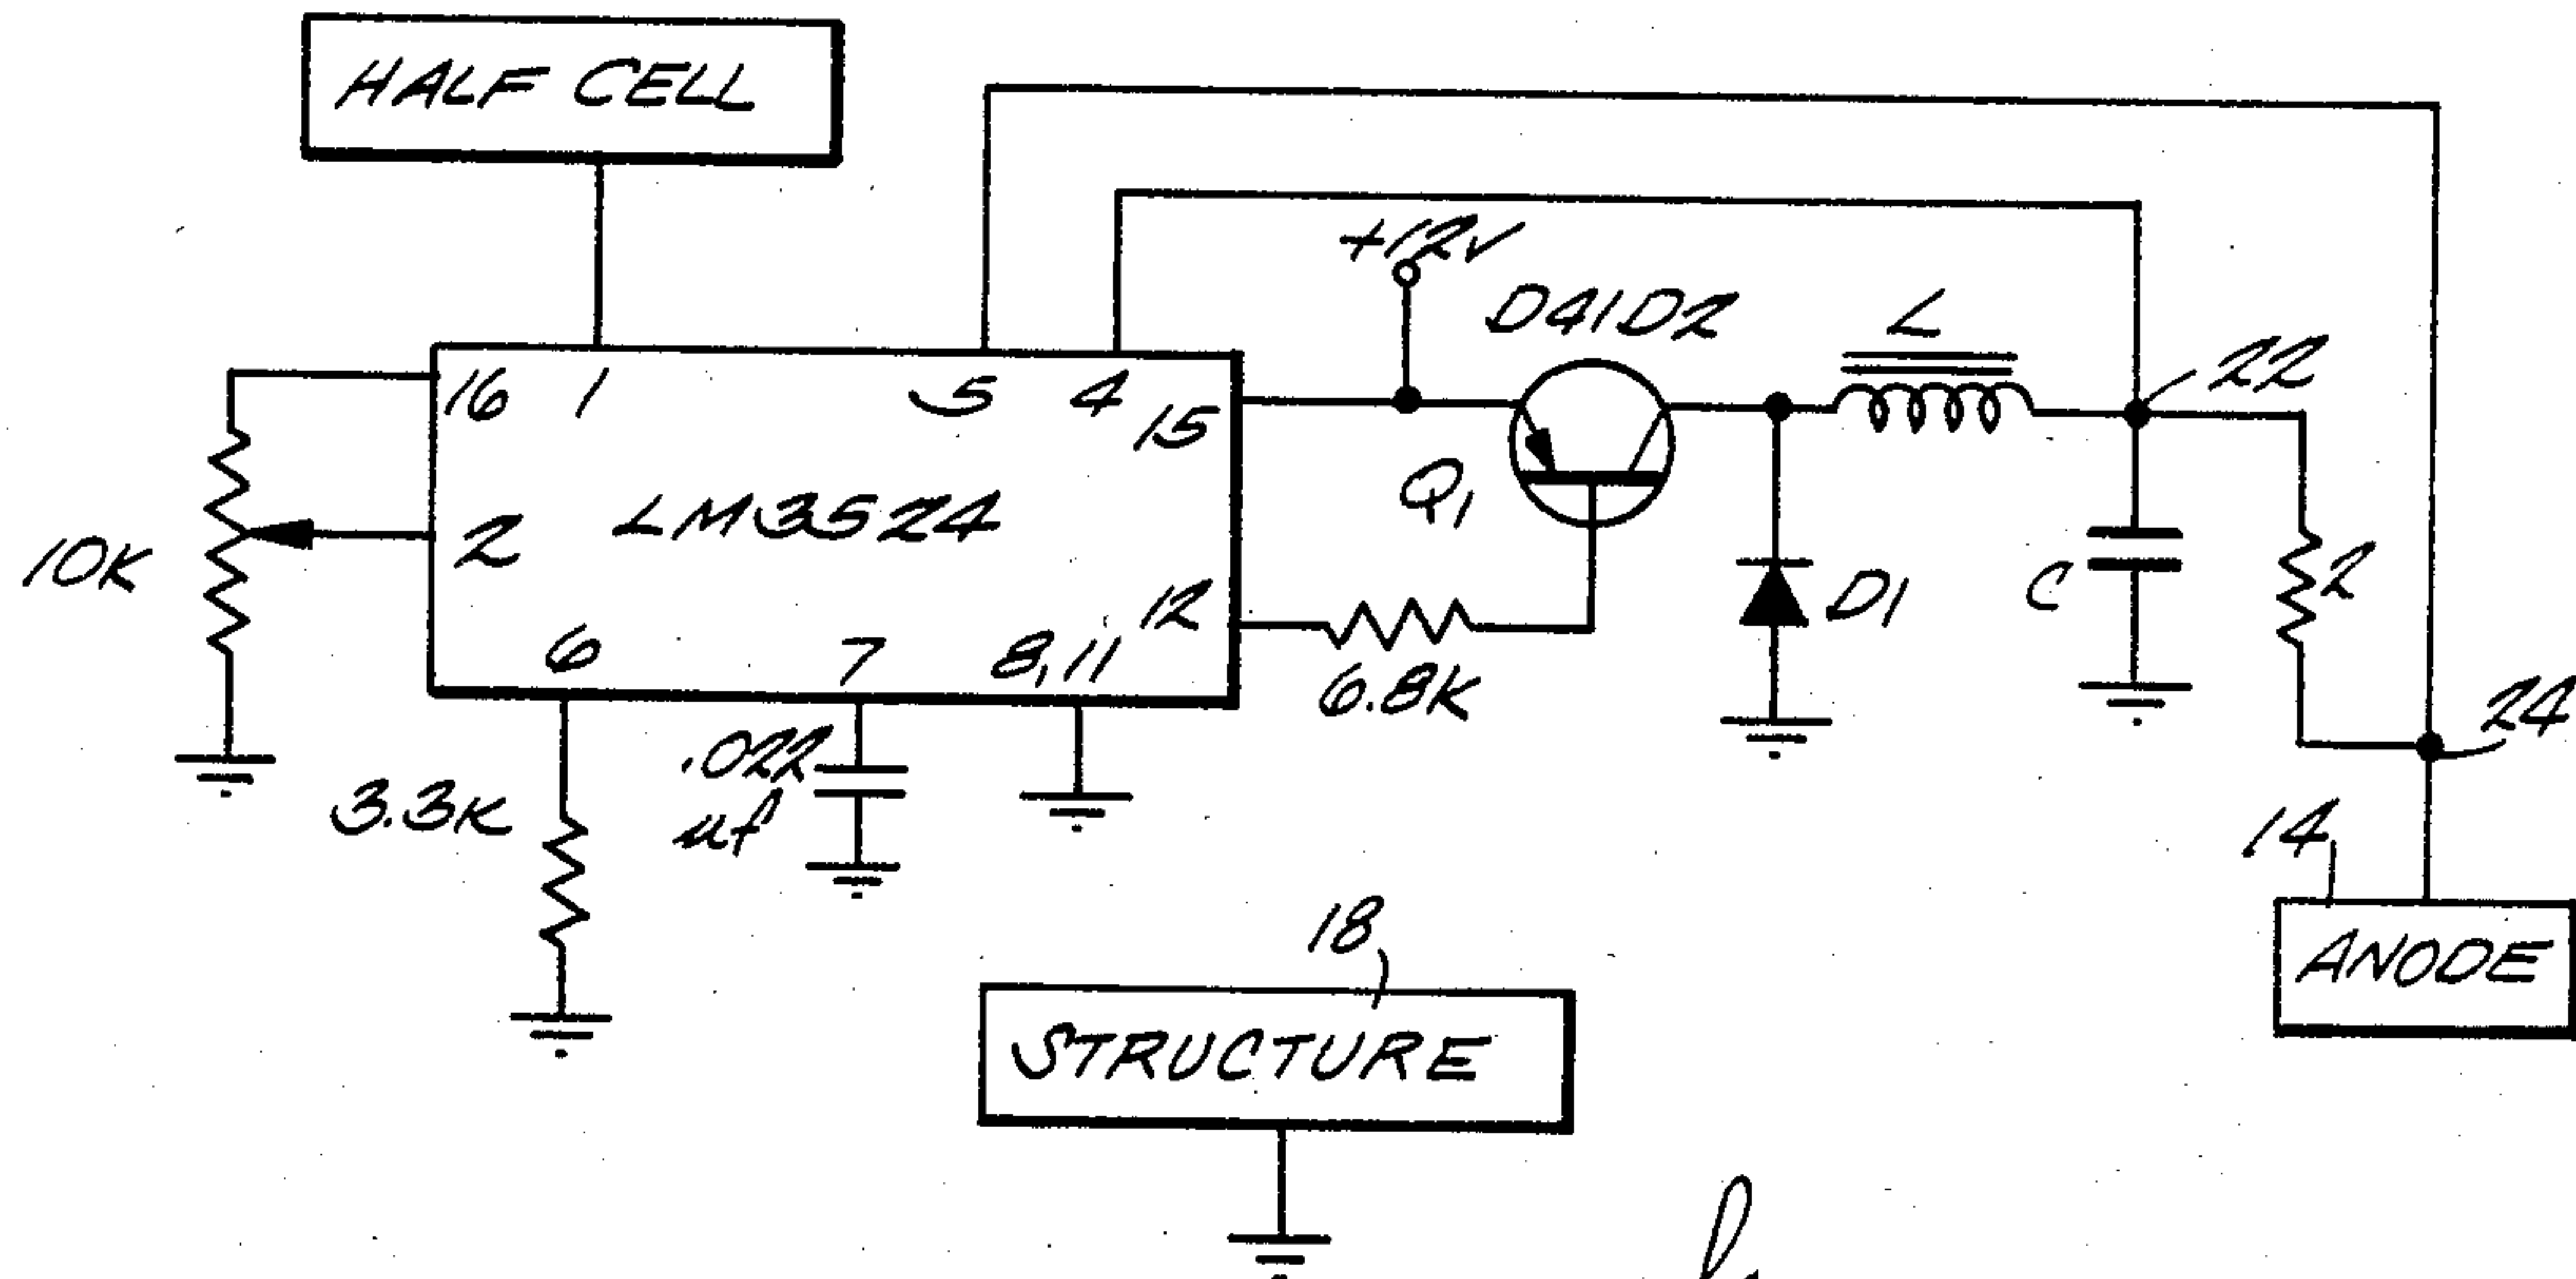 HALF CELL
+12V
D41D2
L
22
16
1
5
4
15
LM3524
Q1
10K
2
12
D1
C
2
6
7
8,11
6.8K
24
.022
uf
3.3K
14
18
ANODE
STRUCTURE